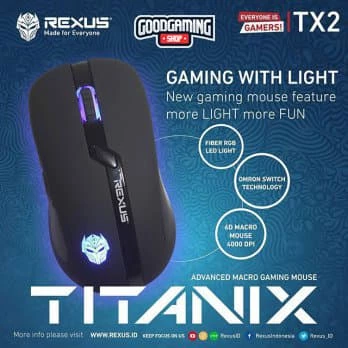 REXUS®
Made for Everyone
GOODGAMING
SHOP
EVERYONE IS
GAMERS!
TX2
GAMING WITH LIGHT
New gaming mouse feature
more LIGHT more FUN
FIBER RGB
LED LIGHT
OMRON SWITCH
TECHNOLOGY
6D MACRO
MOUSE
4000 DPI
REXUS
ADVANCED MACRO GAMING MOUSE
TITANIX
More info please visit WWW.REXUS.ID KEEP FOCUS ON US RexusID RexusIndonesia Rexus_ID